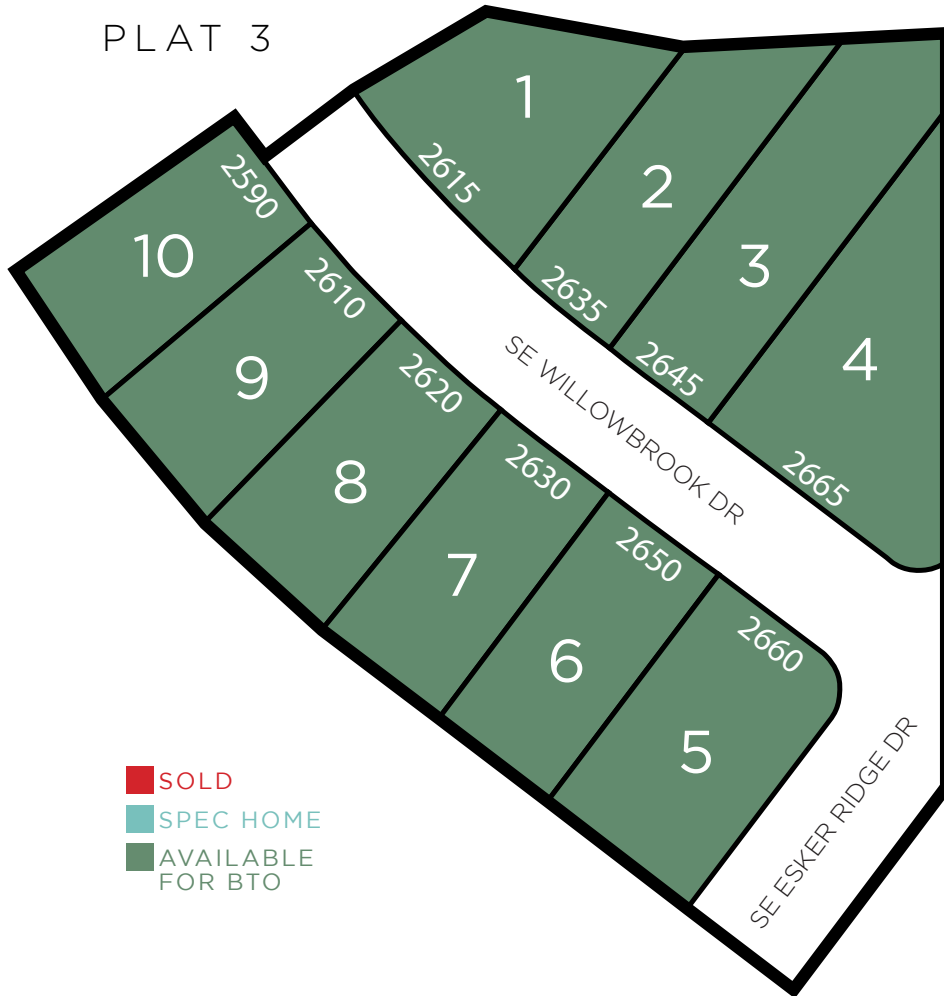 PLAT 3
1
2615
2
2635
3
2645
4
2665
2590
10
2610
9
2620
8
2630
7
2650
6
2660
5
SE WILLOWBROOK DR
SE ESKER RIDGE DR
SOLD
SPEC HOME
AVAILABLE
FOR BTO